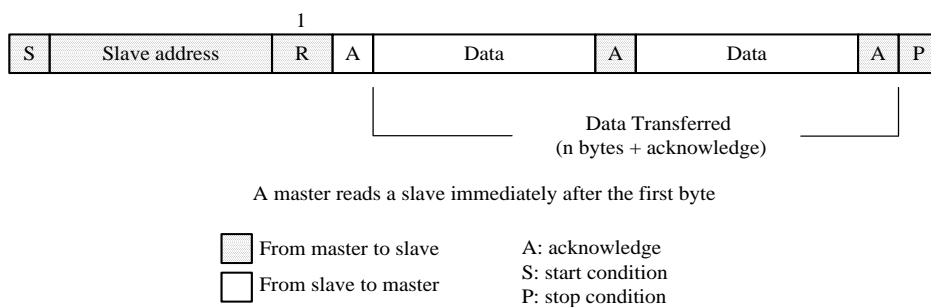 1
S Slave address R A Data A Data A P
Data Transferred
(n bytes + acknowledge)
A master reads a slave immediately after the first byte
From master to slave
From slave to master
A: acknowledge
S: start condition
P: stop condition